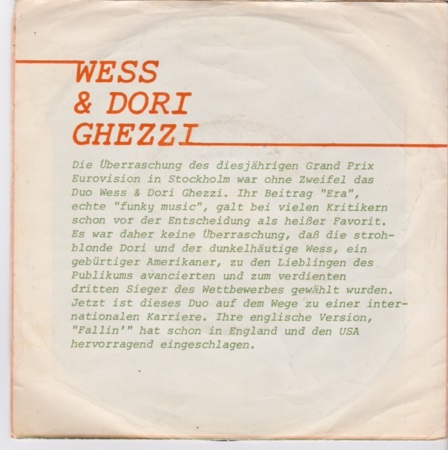 WESS
& DORI
GHEZZI
Die Überraschung des diesjährigen Grand Prix
Eurovision in Stockholm war ohne Zweifel das
Duo Wess & Dori Ghezzi. Ihr Beitrag "Era",
echte "funky music", galt bei vielen Kritikern
schon vor der Entscheidung als heißer Favorit.
Es war daher keine Überraschung, daß die stroh-
blonde Dori und der dunkelhäutige Wess, ein
gebürtiger Amerikaner, zu den Lieblingen des
Publikums avancierten und zum verdienten
dritten Sieger des Wettbewerbes gewählt wurden.
Jetzt ist dieses Duo auf dem Wege zu einer inter-
nationalen Karriere. Ihre englische Version,
"Fallin'" hat schon in England und den USA
hervorragend eingeschlagen.